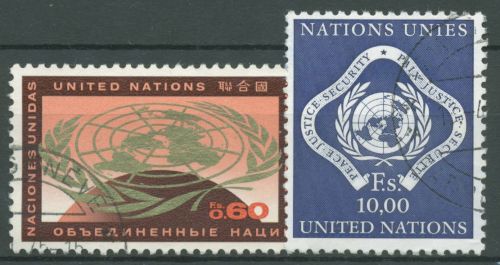 UNITED NATIONS 聯合國
NACIONES UNIDAS
Fs.
0.60
ОБЪЕДИНЕННЫЕ НАЦИ
NATIONS UNIES
PEACE·JUSTICE·SECURITY
PAIX·JUSTICE·SECURITE
Fs.
10,00
UNITED NATIONS